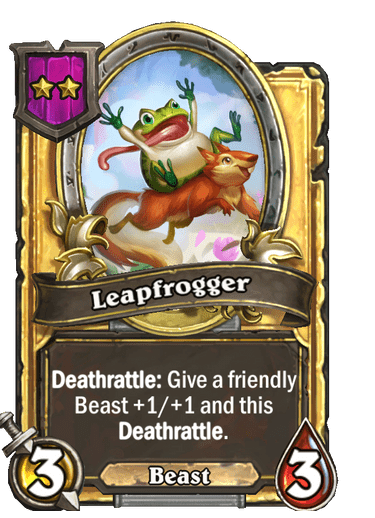 Leapfrogger
Deathrattle: Give a friendly
Beast +1/+1 and this
Deathrattle.
3
Beast
3